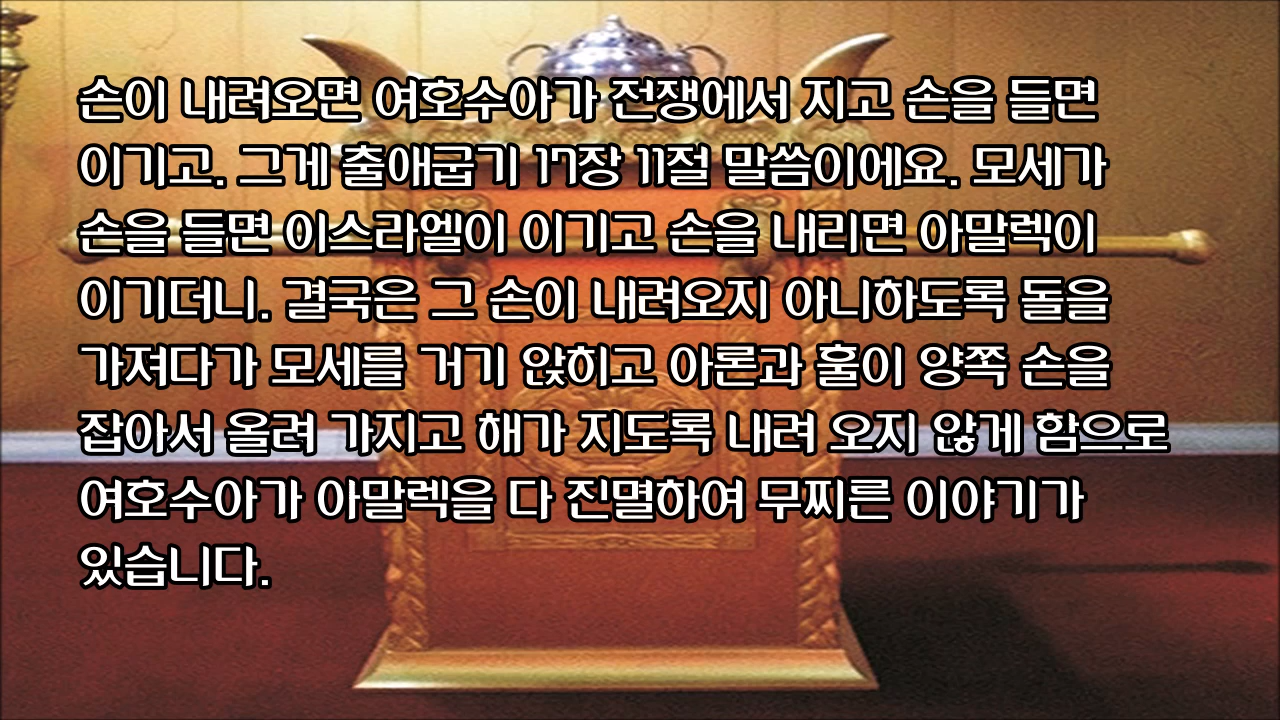 손이 내려오면 여호수아가 전쟁에서 지고 손을 들면
이기고. 그게 출애굽기 17장 11절 말씀이에요. 모세가
손을 들면 이스라엘이 이기고 손을 내리면 아말렉이
이기더니. 결국은 그 손이 내려오지 아니하도록 돌을
가져다가 모세를 거기 앉히고 아론과 훌이 양쪽 손을
잡아서 올려 가지고 해가 지도록 내려 오지 않게 함으로
여호수아가 아말렉을 다 진멸하여 무찌른 이야기가
있습니다.